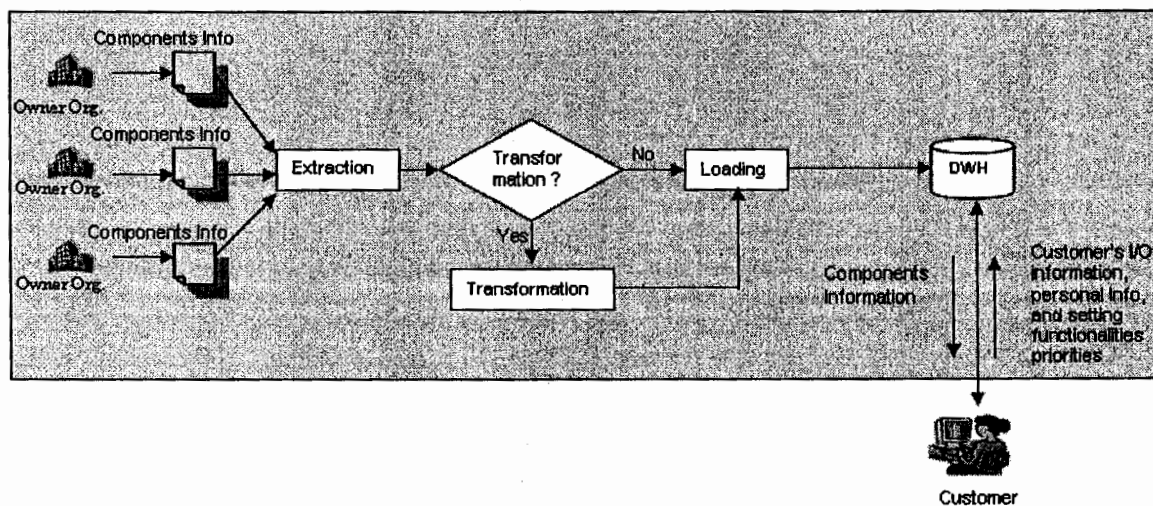 Components Info
Owner Org.
Components Info
Owner Org.
Components Info
Owner Org.
Extraction
Transfor
mation ?
No
Yes
Transformation
Loading
DWH
Components
Information
Customer's I/O
information,
personal info,
and setting
functionalities
priorities
Customer